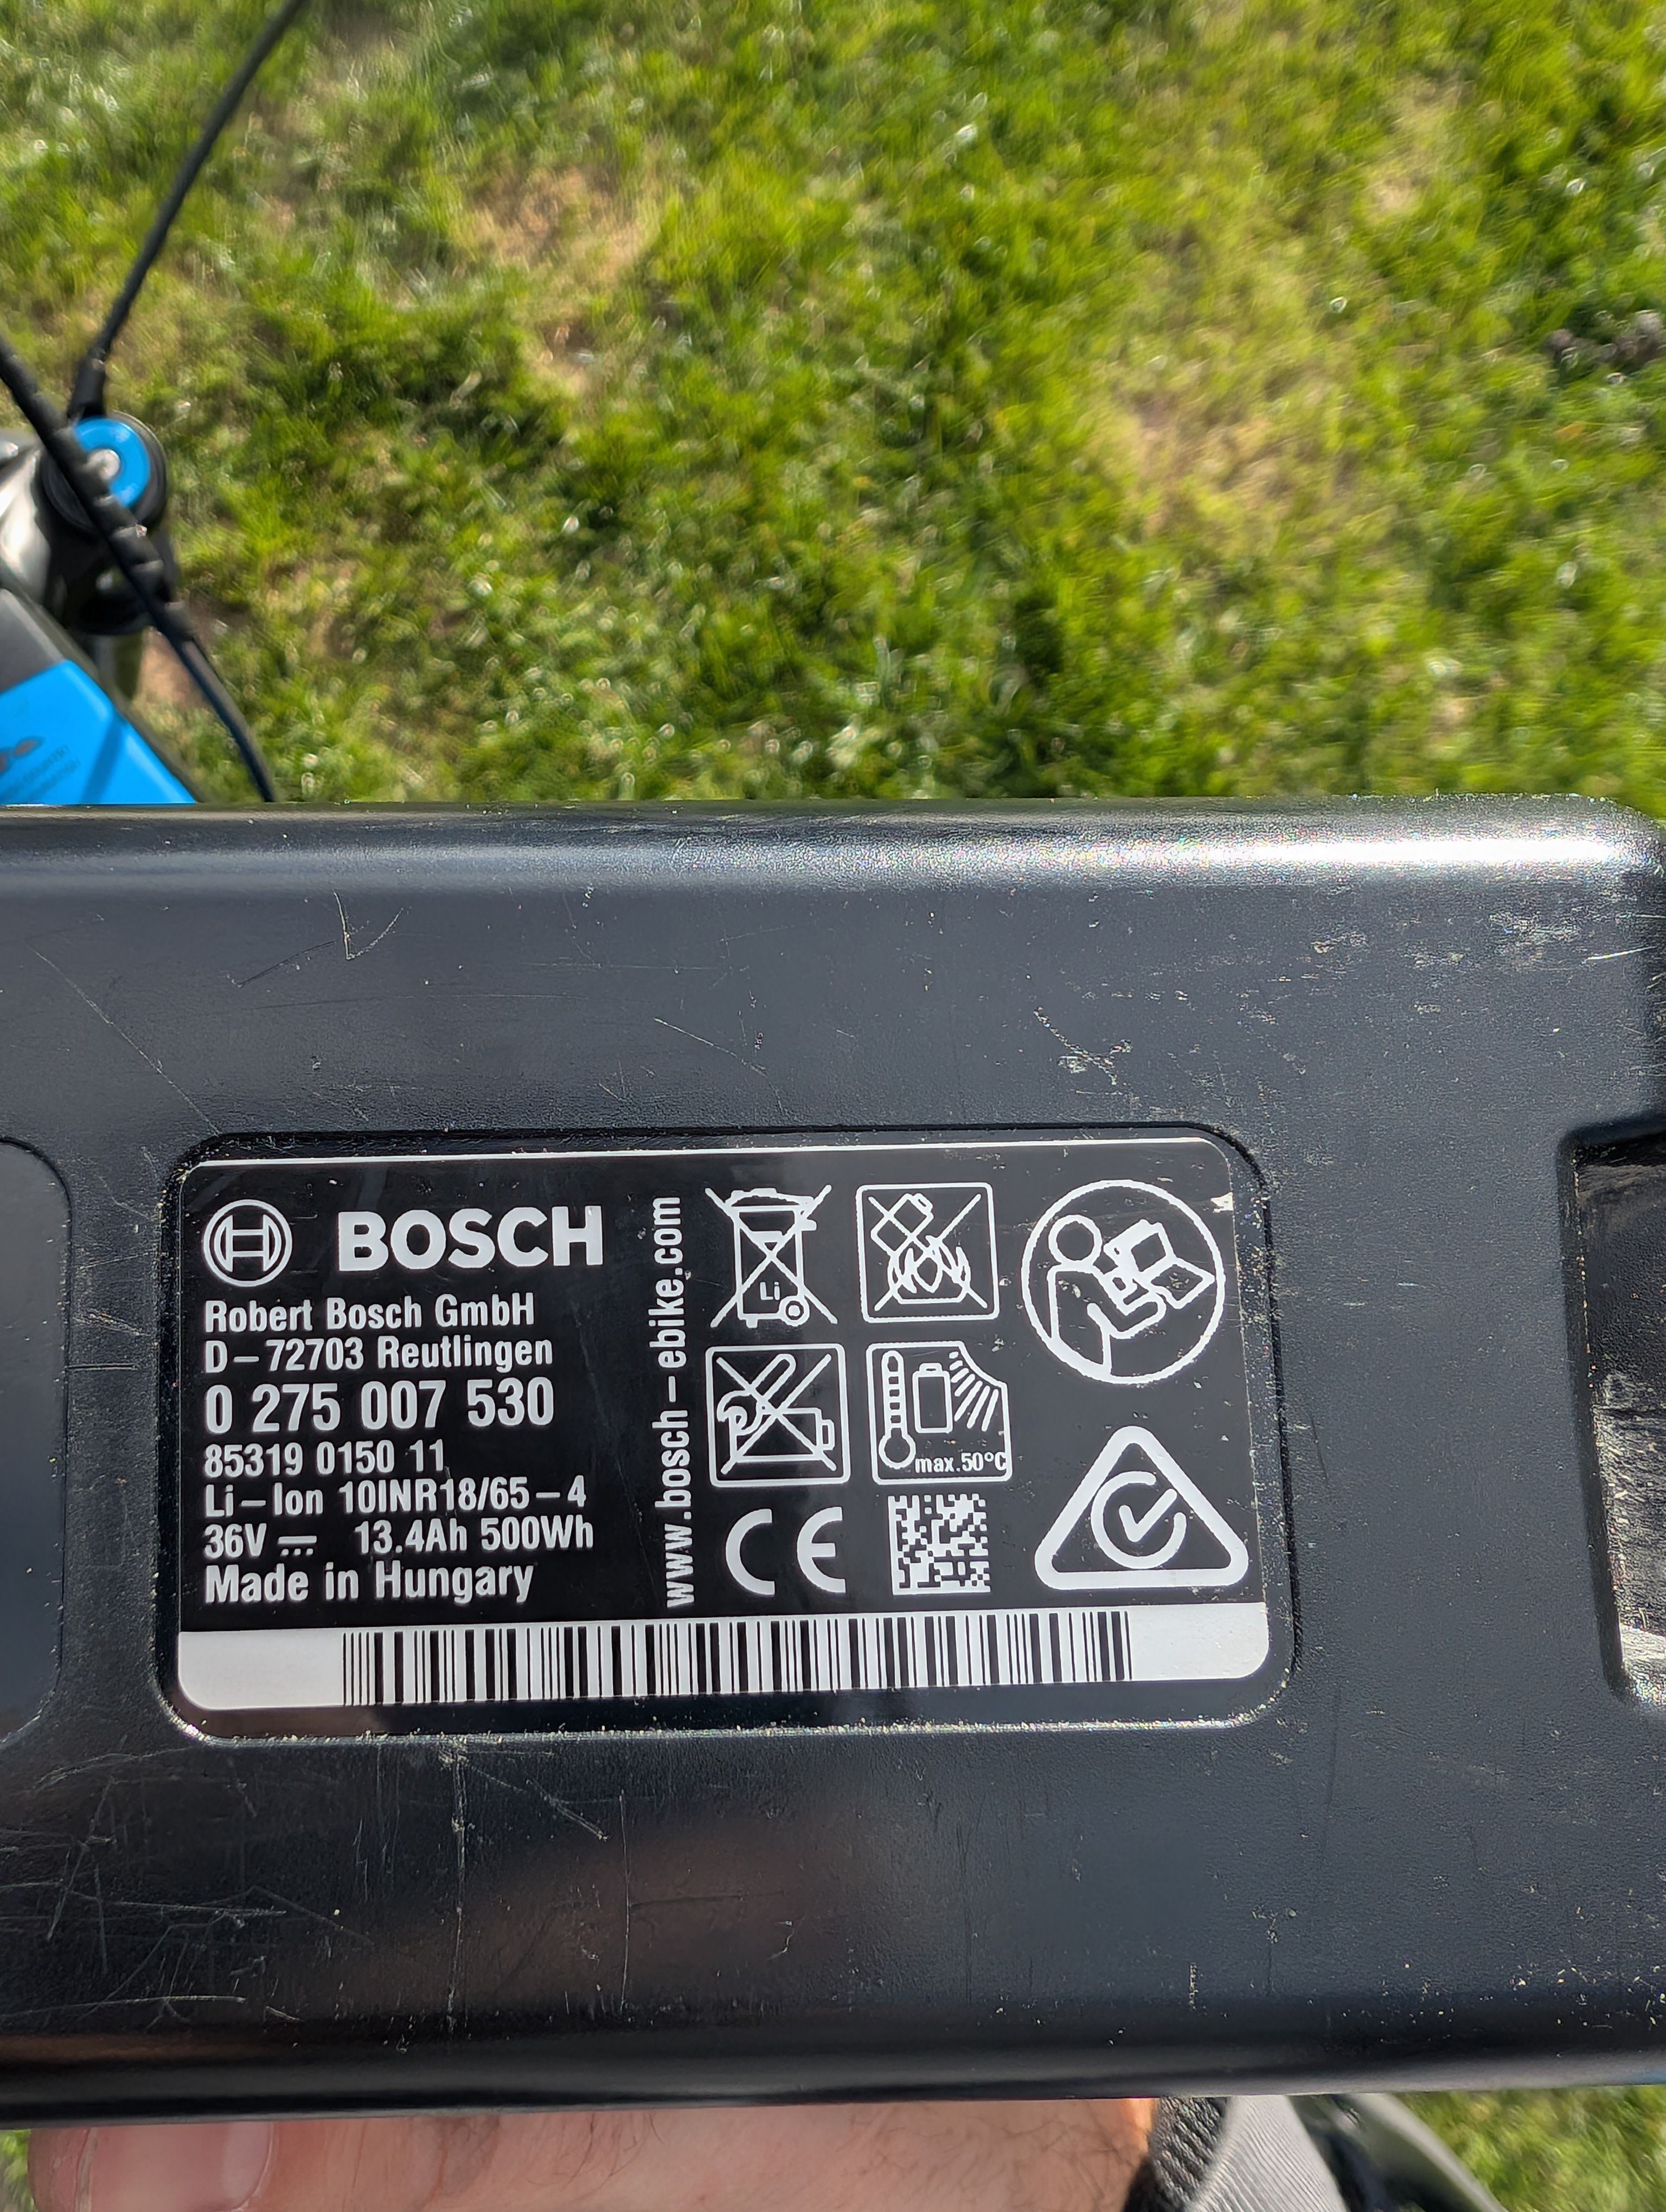 BOSCH
Robert Bosch GmbH
D-72703 Reutlingen
0 275 007 530
85319 0150 11
Li-Ion 10INR18/65-4
36V ⎓ 13.4Ah 500Wh
Made in Hungary
www.bosch-ebike.com
Li
max.50°C
CE